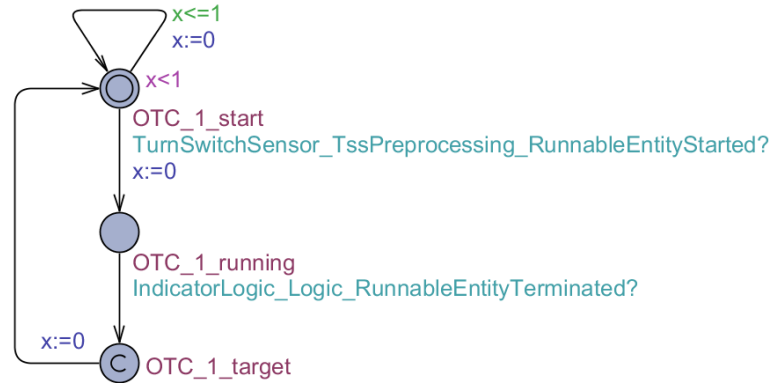 x<=1
x:=0
x<1
OTC_1_start
TurnSwitchSensor_TssPreprocessing_RunnableEntityStarted?
x:=0
OTC_1_running
IndicatorLogic_Logic_RunnableEntityTerminated?
x:=0
C
OTC_1_target